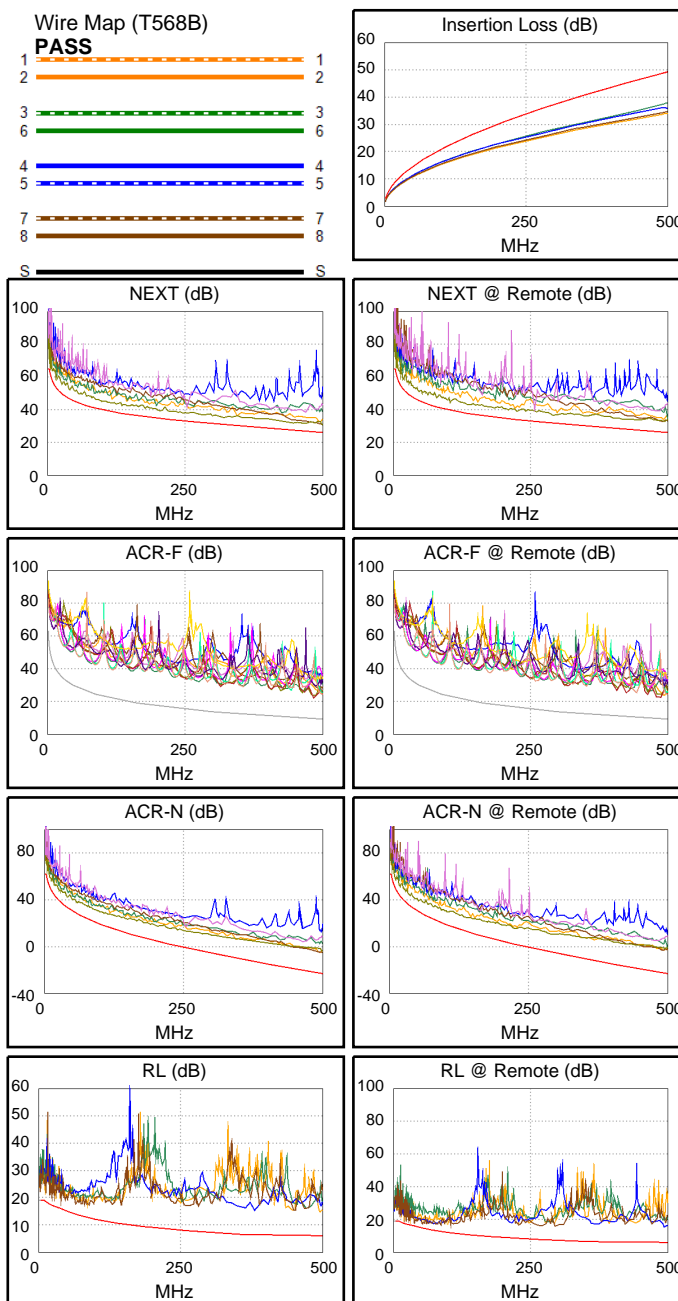 Wire Map (T568B)
PASS
1 1
2 2
3 3
6 6
4 4
5 5
7 7
8 8
S S
Insertion Loss (dB)
60
50
40
30
20
10
0
250 500
MHz
NEXT (dB)
100
80
60
40
20
0
0 250 500
MHz
NEXT @ Remote (dB)
100
80
60
40
20
0
0 250 500
MHz
ACR-F (dB)
100
80
60
40
20
0
0 250 500
MHz
ACR-F @ Remote (dB)
100
80
60
40
20
0
0 250 500
MHz
ACR-N (dB)
80
40
0
-40
0 250 500
MHz
ACR-N @ Remote (dB)
80
40
0
-40
0 250 500
MHz
RL (dB)
60
50
40
30
20
10
0
0 250 500
MHz
RL @ Remote (dB)
100
80
60
40
20
0
0 250 500
MHz